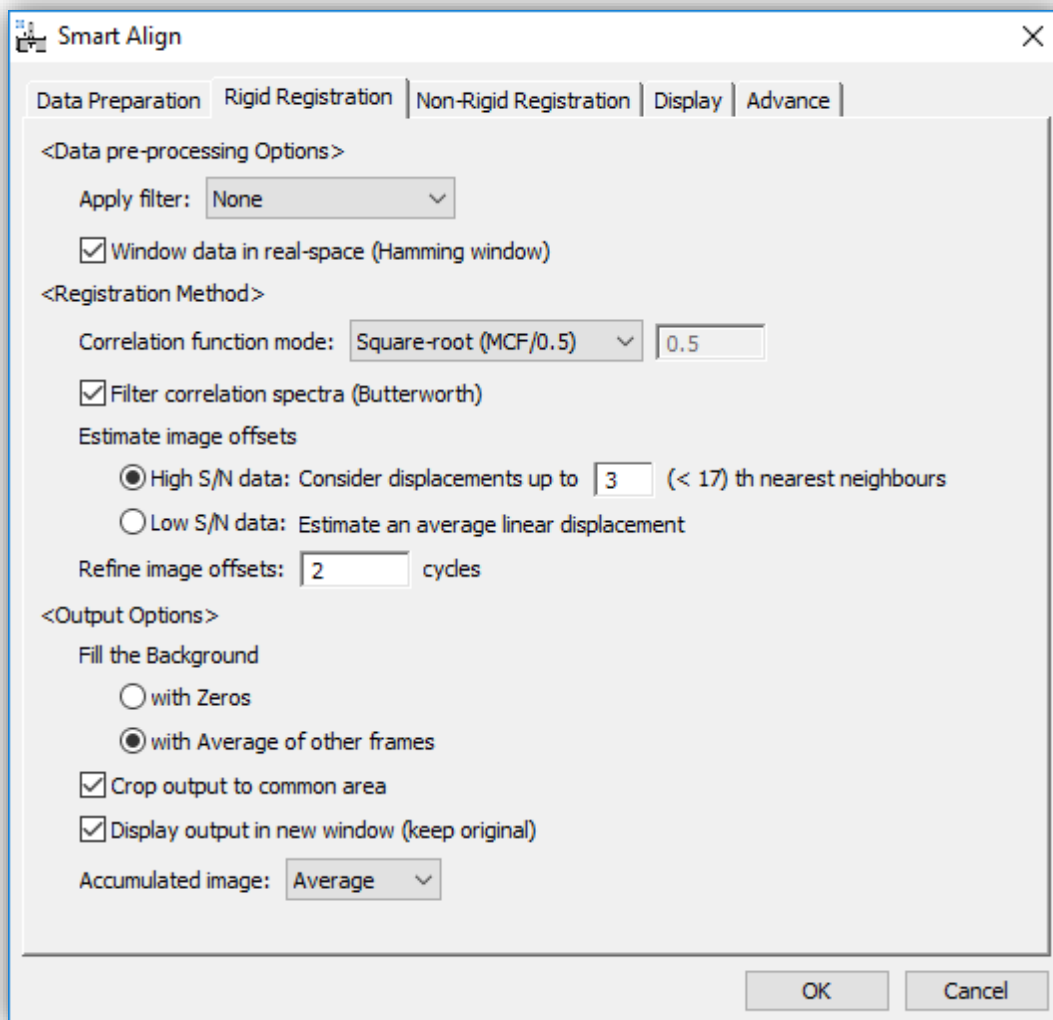 Smart Align
Data Preparation Rigid Registration Non-Rigid Registration Display Advance
<Data pre-processing Options>
Apply filter: None
Window data in real-space (Hamming window)
<Registration Method>
Correlation function mode: Square-root (MCF/0.5) 0.5
Filter correlation spectra (Butterworth)
Estimate image offsets
High S/N data: Consider displacements up to 3 (< 17) th nearest neighbours
Low S/N data: Estimate an average linear displacement
Refine image offsets: 2 cycles
<Output Options>
Fill the Background
with Zeros
with Average of other frames
Crop output to common area
Display output in new window (keep original)
Accumulated image: Average
OK Cancel